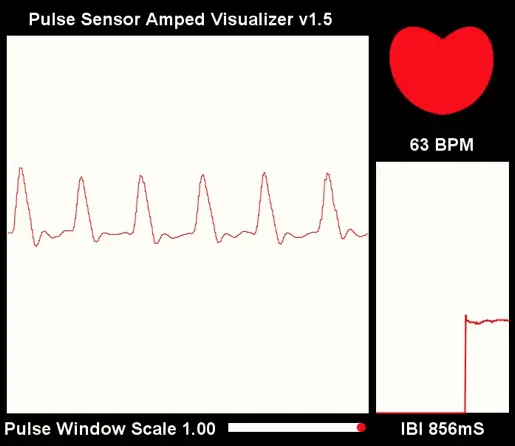 Pulse Sensor Amped Visualizer v1.5
63 BPM
Pulse Window Scale 1.00
IBI 856mS